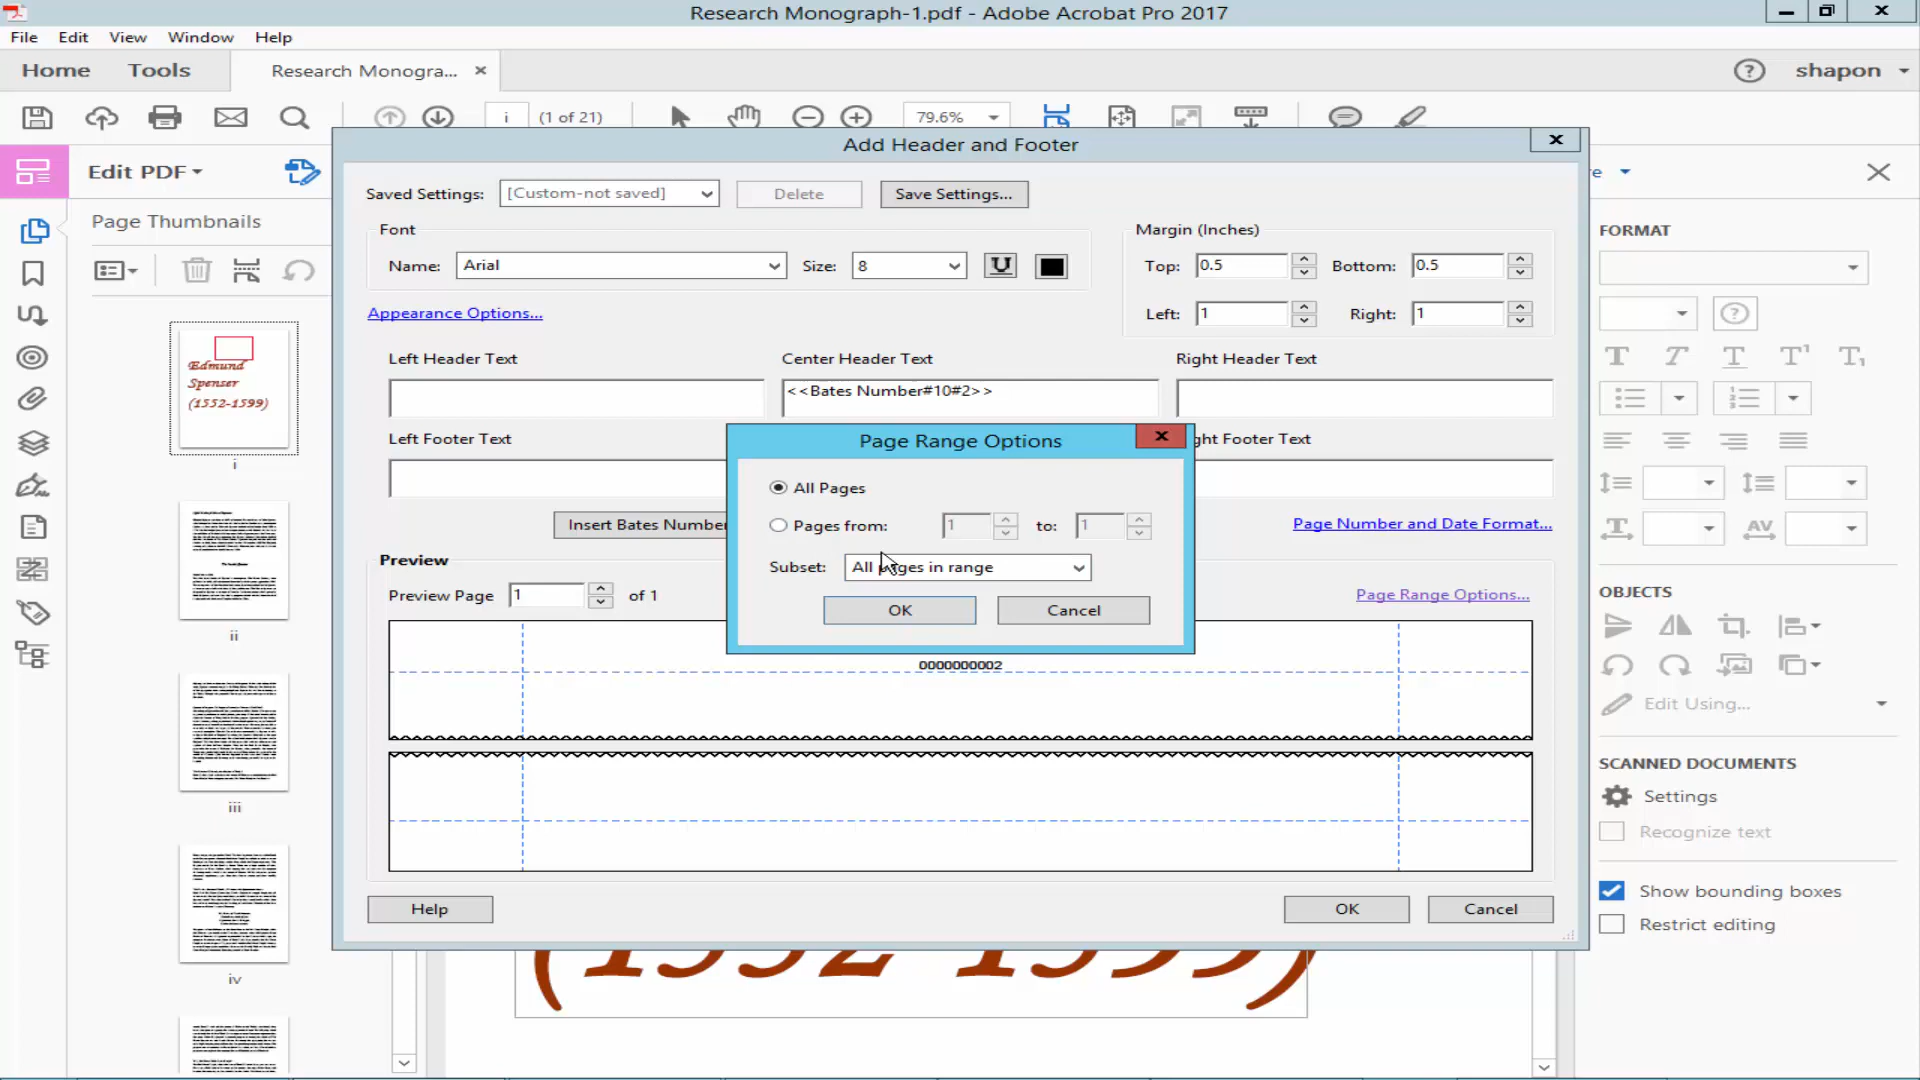 Research Monograph-1.pdf - Adobe Acrobat Pro 2017
File Edit View Window Help
Home Tools Research Monogra... shapon
i (1 of 21) 79.6%
Add Header and Footer
Edit PDF
Page Thumbnails
Saved Settings: [Custom-not saved] Delete Save Settings...
Font
Name: Arial Size: 8
Margin (Inches)
Top: 0.5 Bottom: 0.5
Left: 1 Right: 1
Appearance Options...
Left Header Text Center Header Text Right Header Text
<<Bates Number#10#2>>
Left Footer Text ght Footer Text
Insert Bates Number
Page Number and Date Format...
Page Range Options
All Pages
Pages from: 1 to: 1
Subset: All pages in range
OK Cancel
Preview
Preview Page 1 of 1
Page Range Options...
0000000002
Help OK Cancel
Edmund
Spenser
(1552-1599)
i
ii
iii
iv
(1552-1599)
e
FORMAT
OBJECTS
Edit Using...
SCANNED DOCUMENTS
Settings
Recognize text
Show bounding boxes
Restrict editing